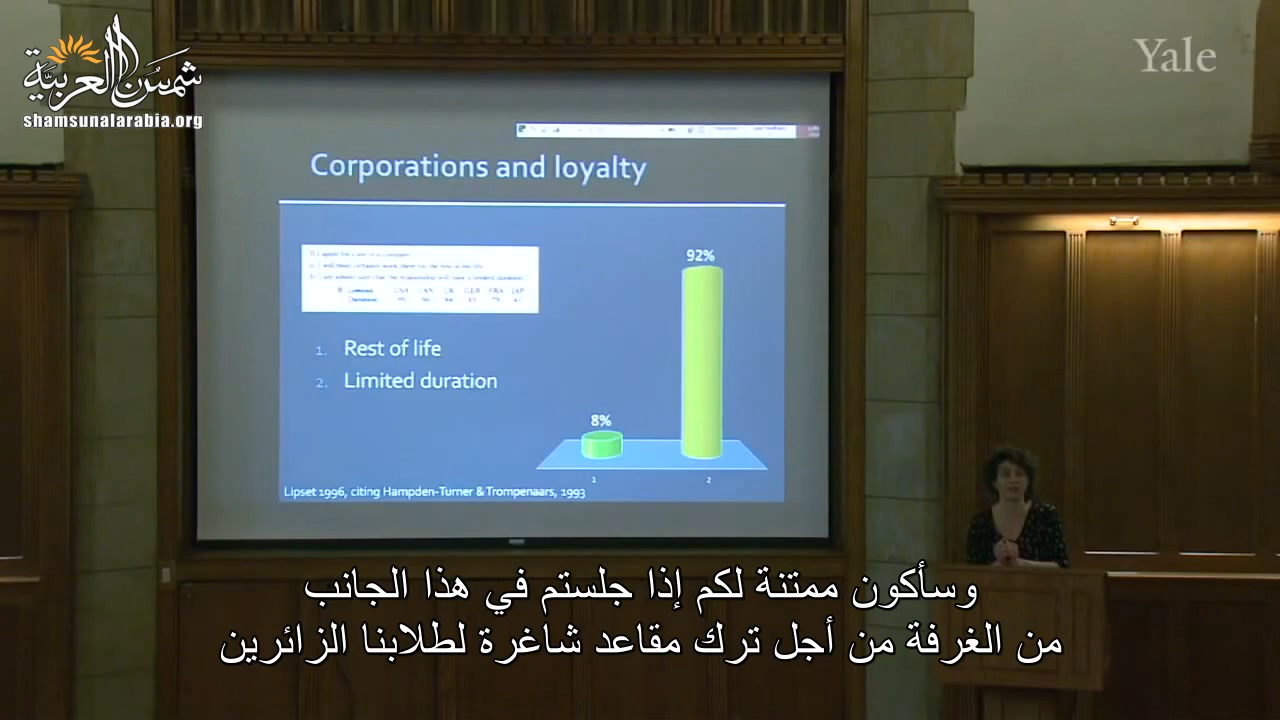 شمس العربية
shamsunalarabia.org
Yale
Corporations and loyalty
92%
1. Rest of life
2. Limited duration
8%
1
2
Lipset 1996, citing Hampden-Turner & Trompenaars, 1993
وسأكون ممتنة لكم إذا جلستم في هذا الجانب
من الغرفة من أجل ترك مقاعد شاغرة لطلابنا الزائرين